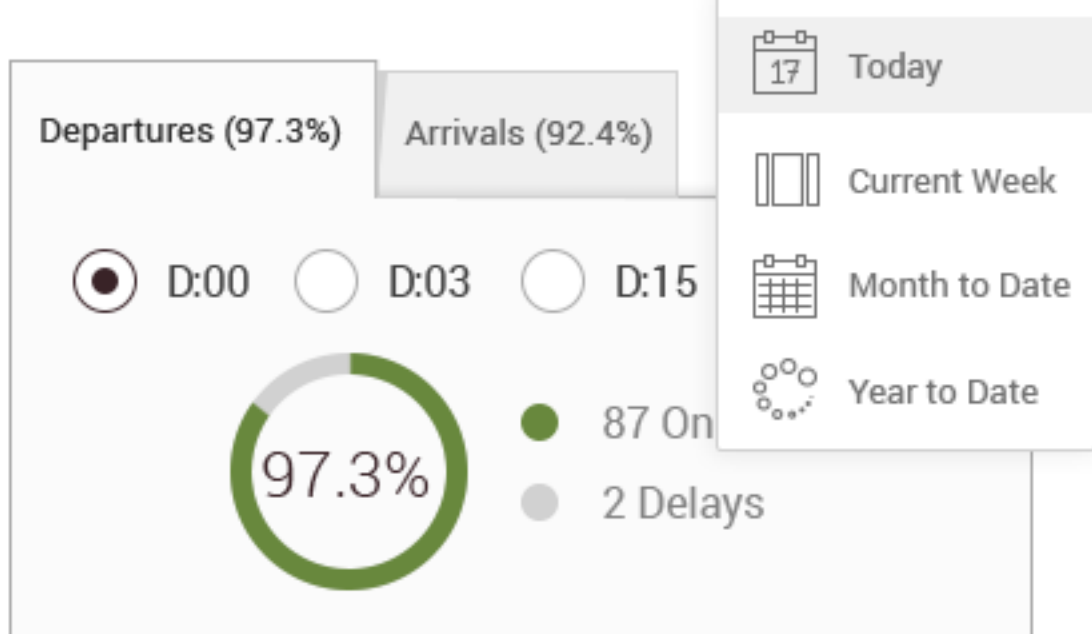 Departures (97.3%)
Arrivals (92.4%)
D:00
D:03
D:15
97.3%
87 On
2 Delays
17
Today
Current Week
Month to Date
Year to Date